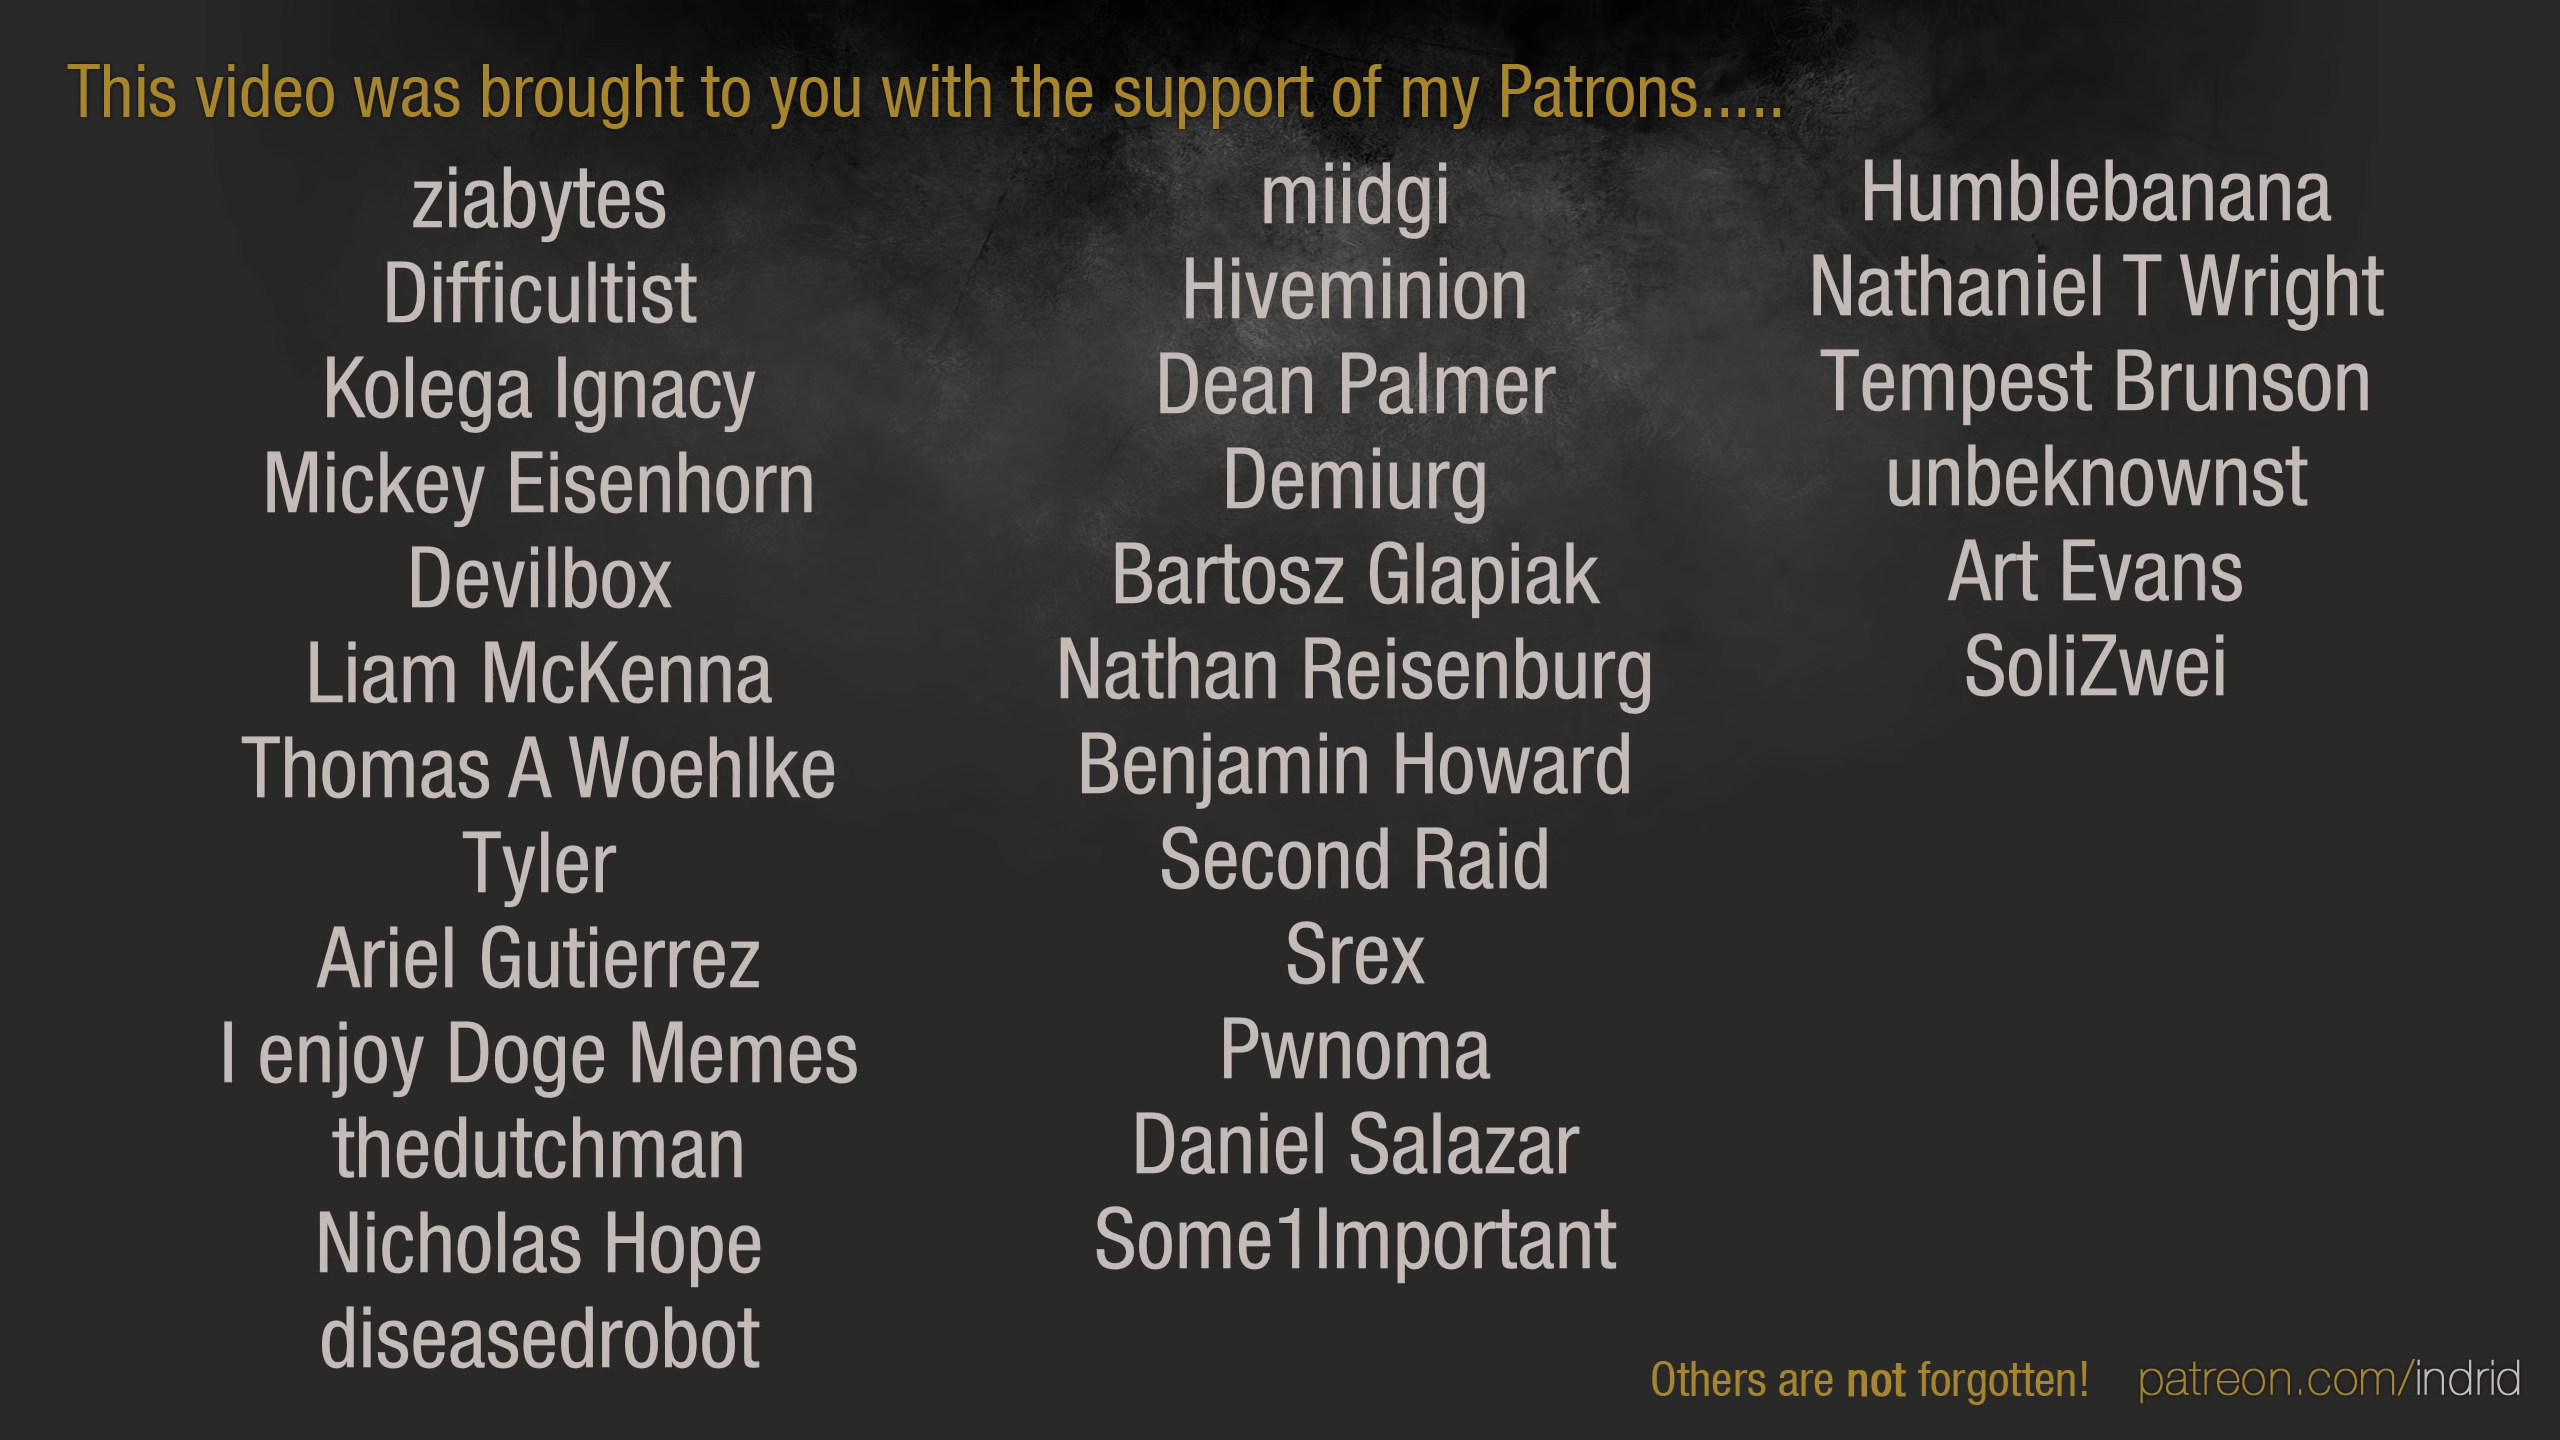 This video was brought to you with the support of my Patrons.....
ziabytes
Difficultist
Kolega Ignacy
Mickey Eisenhorn
Devilbox
Liam McKenna
Thomas A Woehlke
Tyler
Ariel Gutierrez
I enjoy Doge Memes
thedutchman
Nicholas Hope
diseasedrobot
miidgi
Hiveminion
Dean Palmer
Demiurg
Bartosz Glapiak
Nathan Reisenburg
Benjamin Howard
Second Raid
Srex
Pwnoma
Daniel Salazar
Some1Important
Humblebanana
Nathaniel T Wright
Tempest Brunson
unbeknownst
Art Evans
SoliZwei
Others are not forgotten! patreon.com/indrid